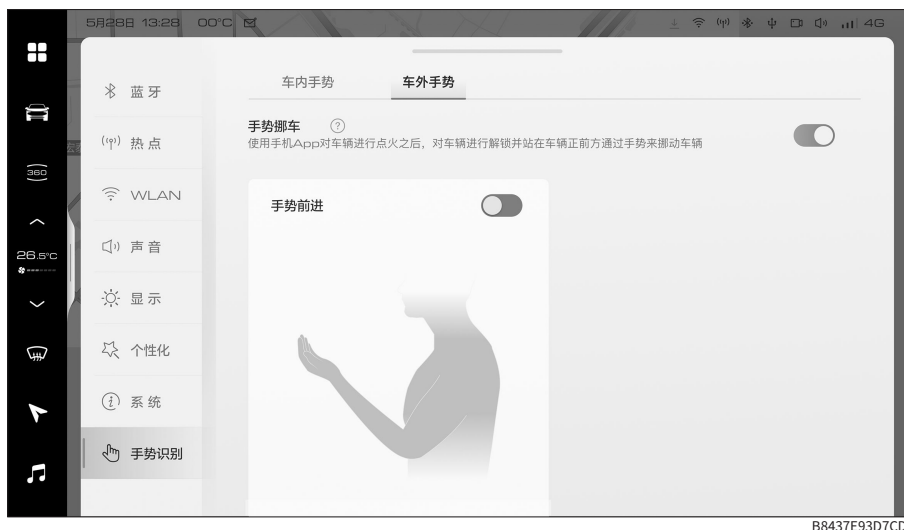 5月28日 13:28 00°C
4G
360
26.5°C
蓝牙
热点
WLAN
声音
显示
个性化
系统
手势识别
车内手势 车外手势
手势挪车 ?
使用手机App对车辆进行点火之后，对车辆进行解锁并站在车辆正前方通过手势来挪动车辆
手势前进
B8437F93D7CD